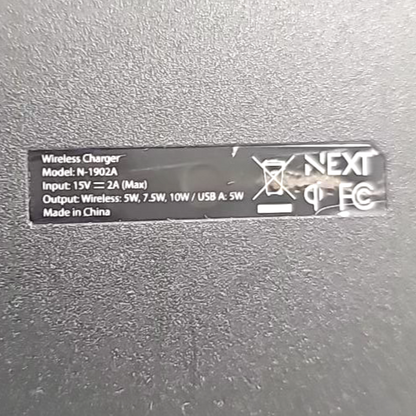 Wireless Charger
Model: N-1902A
Input: 15V ⎓ 2A (Max)
Output: Wireless: 5W, 7.5W, 10W / USB A: 5W
Made in China
NEXT
FC